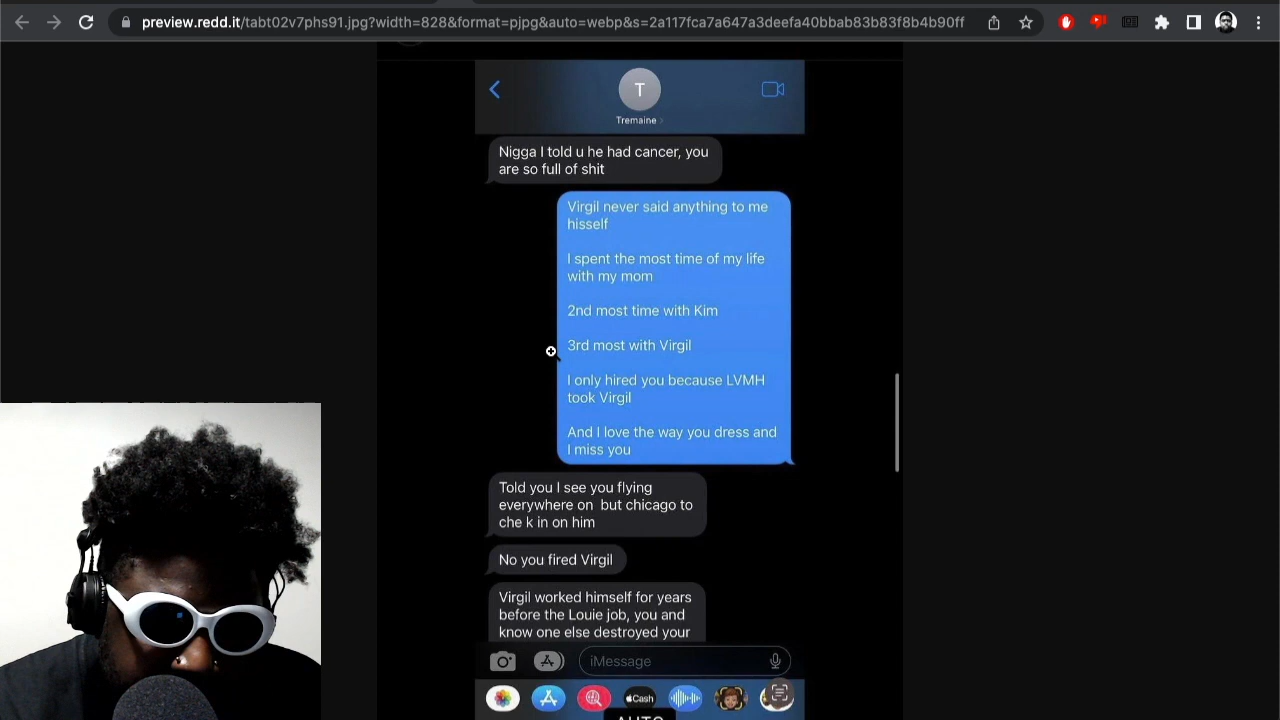 preview.redd.it/tabt02v7phs91.jpg?width=828&format=pjpg&auto=webp&s=2a117fca7a647a3deefa40bbab83b83f8b4b90ff
T
Tremaine
Nigga I told u he had cancer, you
are so full of shit
Virgil never said anything to me
hisself
I spent the most time of my life
with my mom
2nd most time with Kim
3rd most with Virgil
I only hired you because LVMH
took Virgil
And I love the way you dress and
I miss you
Told you I see you flying
everywhere on but chicago to
che k in on him
No you fired Virgil
Virgil worked himself for years
before the Louie job, you and
know one else destroyed your
iMessage
Cash
AUTO